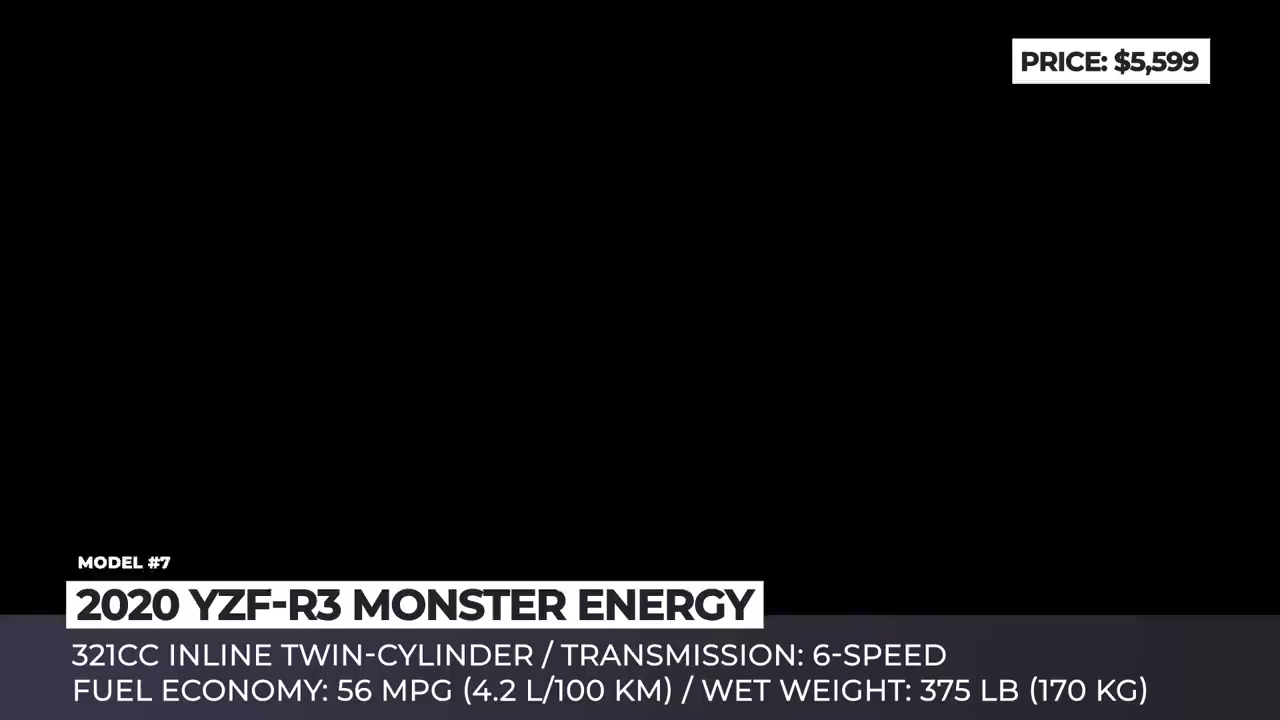 PRICE: $5,599
MODEL #7
2020 YZF-R3 MONSTER ENERGY
321CC INLINE TWIN-CYLINDER / TRANSMISSION: 6-SPEED
FUEL ECONOMY: 56 MPG (4.2 L/100 KM) / WET WEIGHT: 375 LB (170 KG)